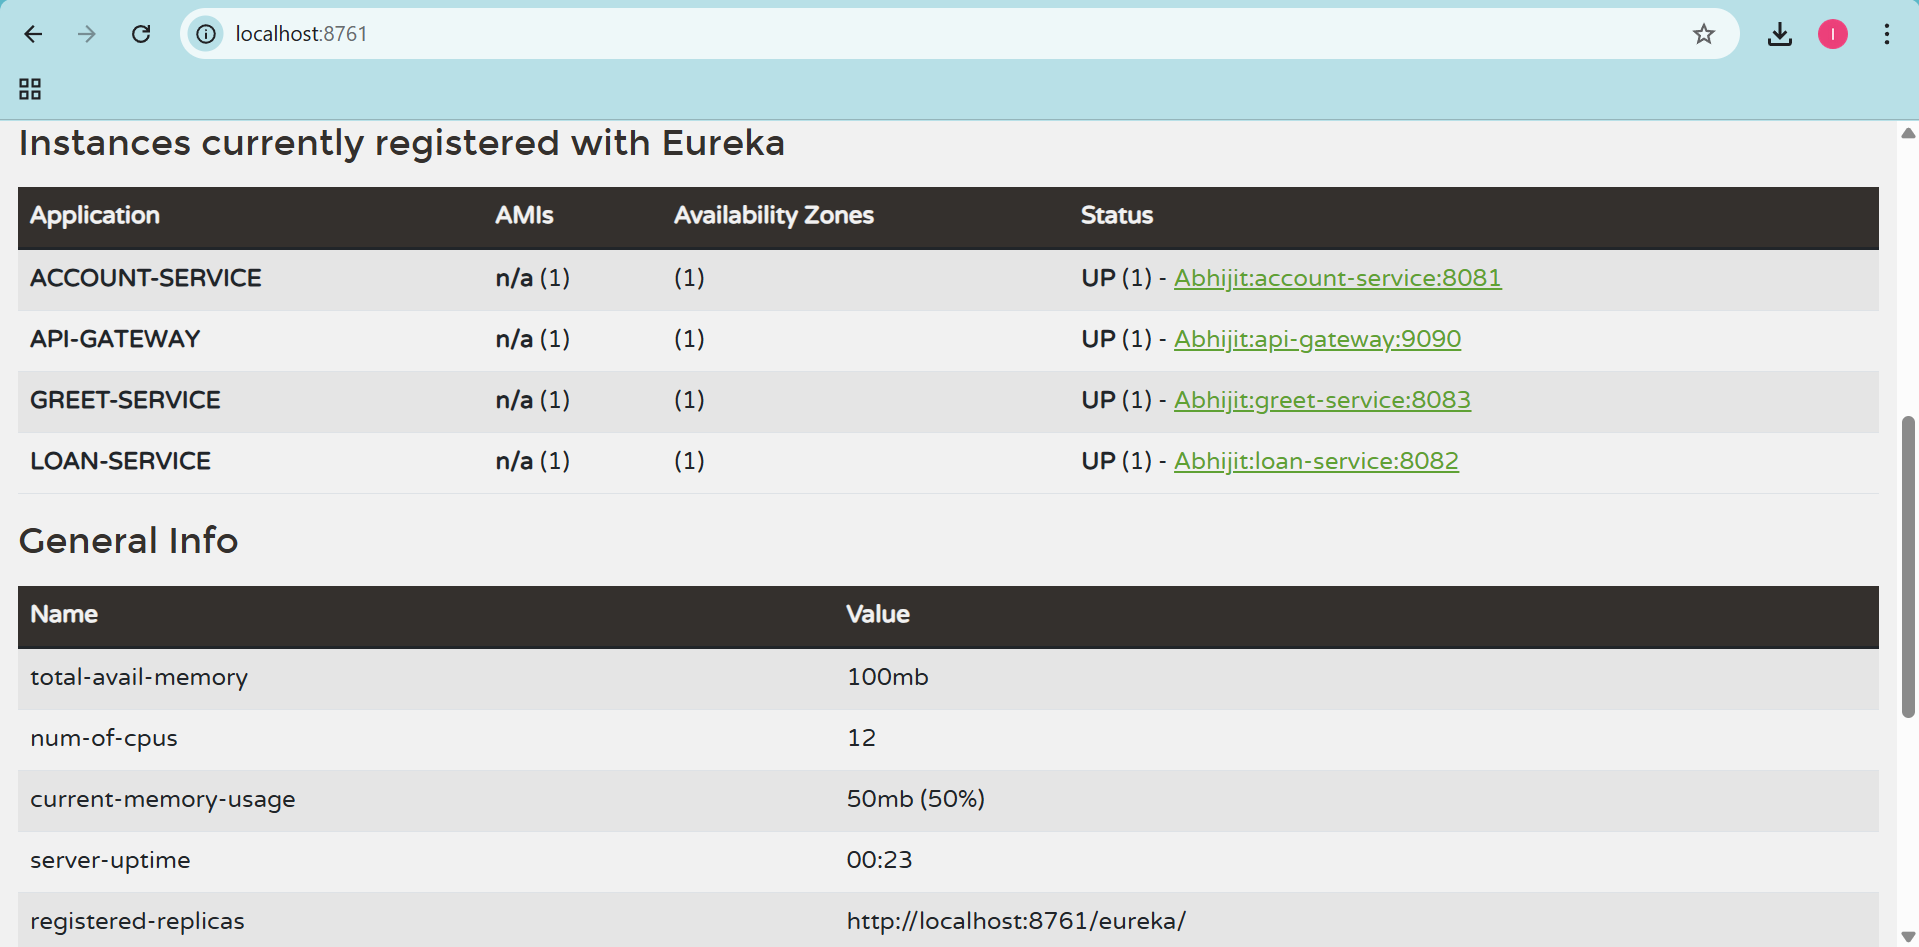 localhost:8761
I
Instances currently registered with Eureka
Application AMIs Availability Zones Status
ACCOUNT-SERVICE n/a (1) (1) UP (1) - Abhijit:account-service:8081
API-GATEWAY n/a (1) (1) UP (1) - Abhijit:api-gateway:9090
GREET-SERVICE n/a (1) (1) UP (1) - Abhijit:greet-service:8083
LOAN-SERVICE n/a (1) (1) UP (1) - Abhijit:loan-service:8082
General Info
Name Value
total-avail-memory 100mb
num-of-cpus 12
current-memory-usage 50mb (50%)
server-uptime 00:23
registered-replicas http://localhost:8761/eureka/